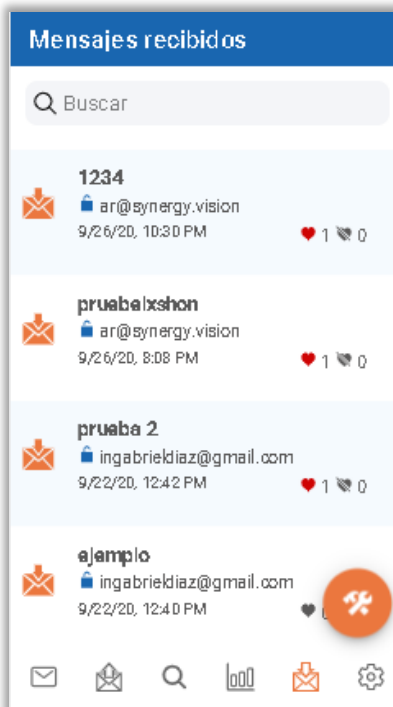 Mensajes recibidos
Buscar
1234
ar@synergy.vision
9/26/20, 10:30 PM
1 0
pruebaixshon
ar@synergy.vision
9/26/20, 8:08 PM
1 0
prueba 2
ingabrieldiaz@gmail.com
9/22/20, 12:42 PM
1 0
ejemplo
ingabrieldiaz@gmail.com
9/22/20, 12:40 PM